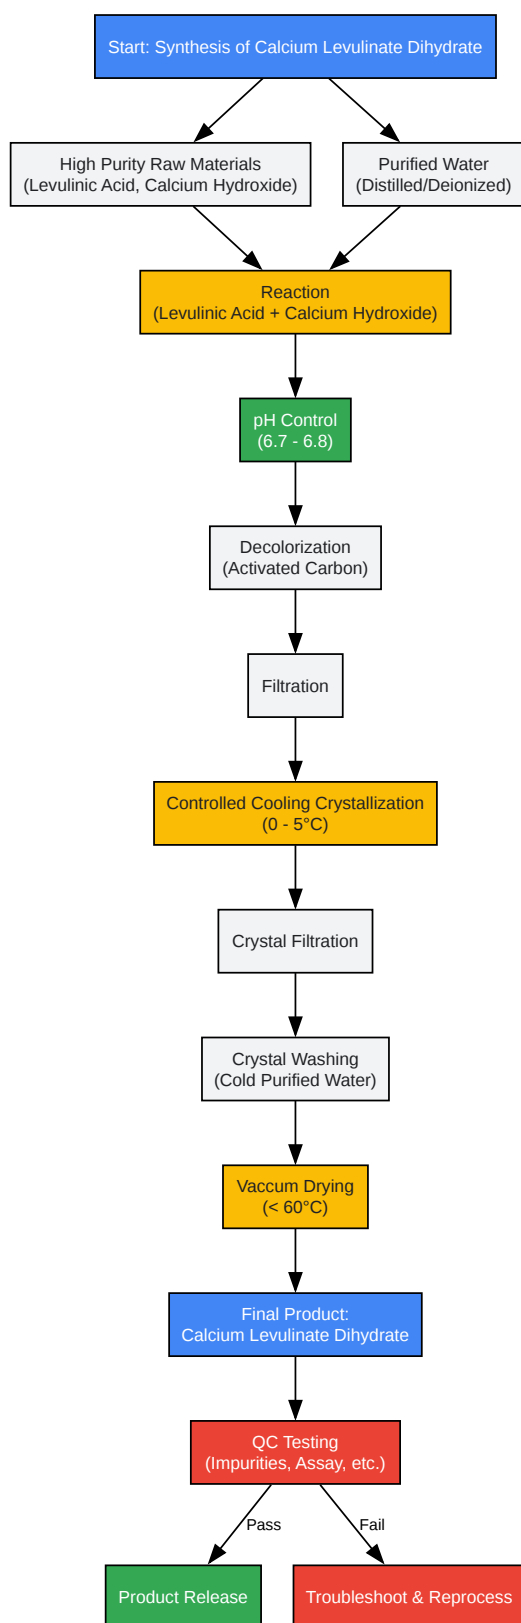 Start: Synthesis of Calcium Levulinate Dihydrate
High Purity Raw Materials
(Levulinic Acid, Calcium Hydroxide)
Purified Water
(Distilled/Deionized)
Reaction
(Levulinic Acid + Calcium Hydroxide)
pH Control
(6.7 - 6.8)
Decolorization
(Activated Carbon)
Filtration
Controlled Cooling Crystallization
(0 - 5°C)
Crystal Filtration
Crystal Washing
(Cold Purified Water)
Vaccum Drying
(< 60°C)
Final Product:
Calcium Levulinate Dihydrate
QC Testing
(Impurities, Assay, etc.)
Pass
Fail
Product Release
Troubleshoot & Reprocess